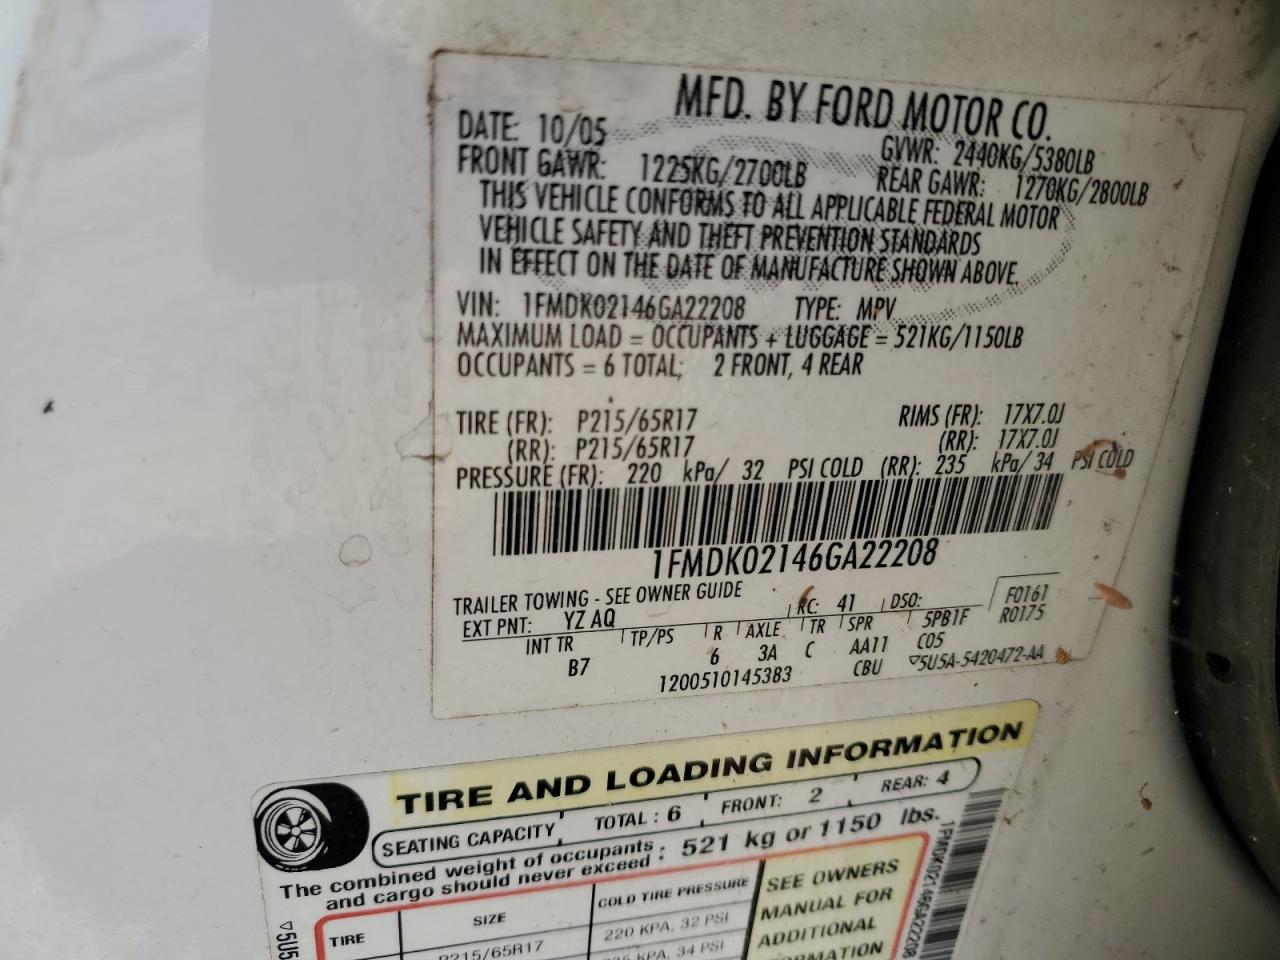 MFD. BY FORD MOTOR CO.
DATE: 10/05 GVWR: 2440KG/5380LB
FRONT GAWR: 1225KG/2700LB REAR GAWR: 1270KG/2800LB
THIS VEHICLE CONFORMS TO ALL APPLICABLE FEDERAL MOTOR
VEHICLE SAFETY AND THEFT PREVENTION STANDARDS
IN EFFECT ON THE DATE OF MANUFACTURE SHOWN ABOVE.
VIN: 1FMDK02146GA22208 TYPE: MPV
MAXIMUM LOAD = OCCUPANTS + LUGGAGE = 521KG/1150LB
OCCUPANTS = 6 TOTAL; 2 FRONT, 4 REAR
TIRE (FR): P215/65R17 RIMS (FR): 17X7.0J
(RR): P215/65R17 (RR): 17X7.0J
PRESSURE (FR): 220 kPa/ 32 PSI COLD (RR): 235 kPa/ 34 PSI COLD
1FMDK02146GA22208
TRAILER TOWING - SEE OWNER GUIDE
EXT PNT: YZ AQ RC: 41 DSO: F0161
R0175
INT TR TP/PS R AXLE TR SPR 5PB1F
B7 6 3A C AA11 C05
1200510145383 CBU 5U5A-5420472-AA
TIRE AND LOADING INFORMATION
SEATING CAPACITY TOTAL : 6 FRONT: 2 REAR: 4
The combined weight of occupants and cargo should never exceed : 521 kg or 1150 lbs.
TIRE SIZE COLD TIRE PRESSURE
P215/65R17 220 KPA, 32 PSI
KPA, 34 PSI
SEE OWNERS
MANUAL FOR
ADDITIONAL
1FMDK02146GA22208
5U5